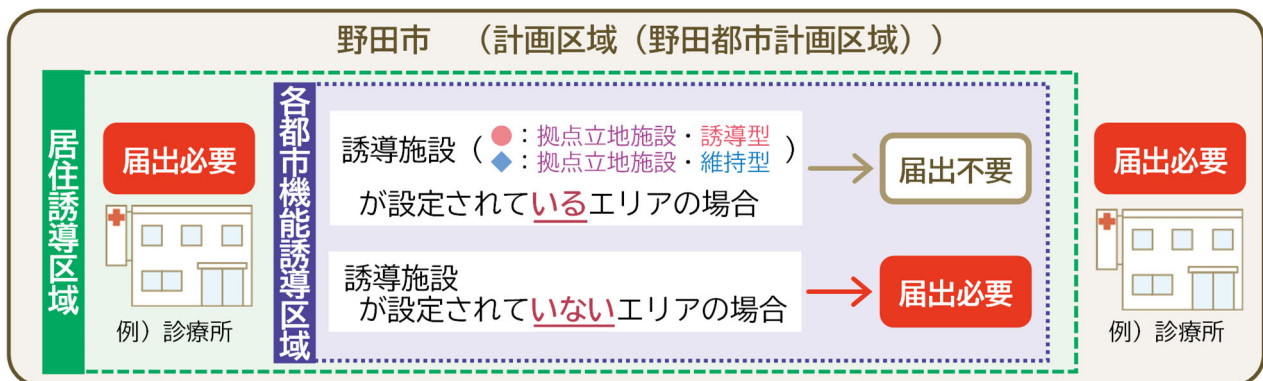 野田市 （計画区域（野田都市計画区域））
居住誘導区域
届出必要
例）診療所
各都市機能誘導区域
誘導施設（●：拠点立地施設・誘導型
◆：拠点立地施設・維持型）
が設定されているエリアの場合
届出不要
誘導施設
が設定されていないエリアの場合
届出必要
届出必要
例）診療所